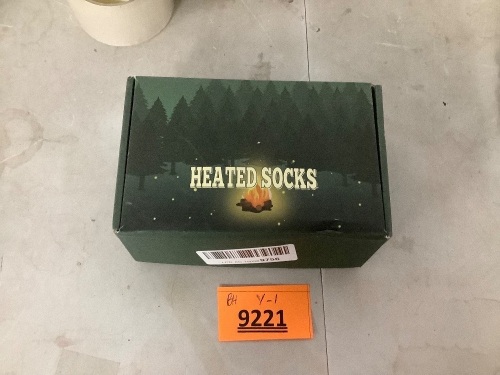 HEATED SOCKS
BH Y-1
9221